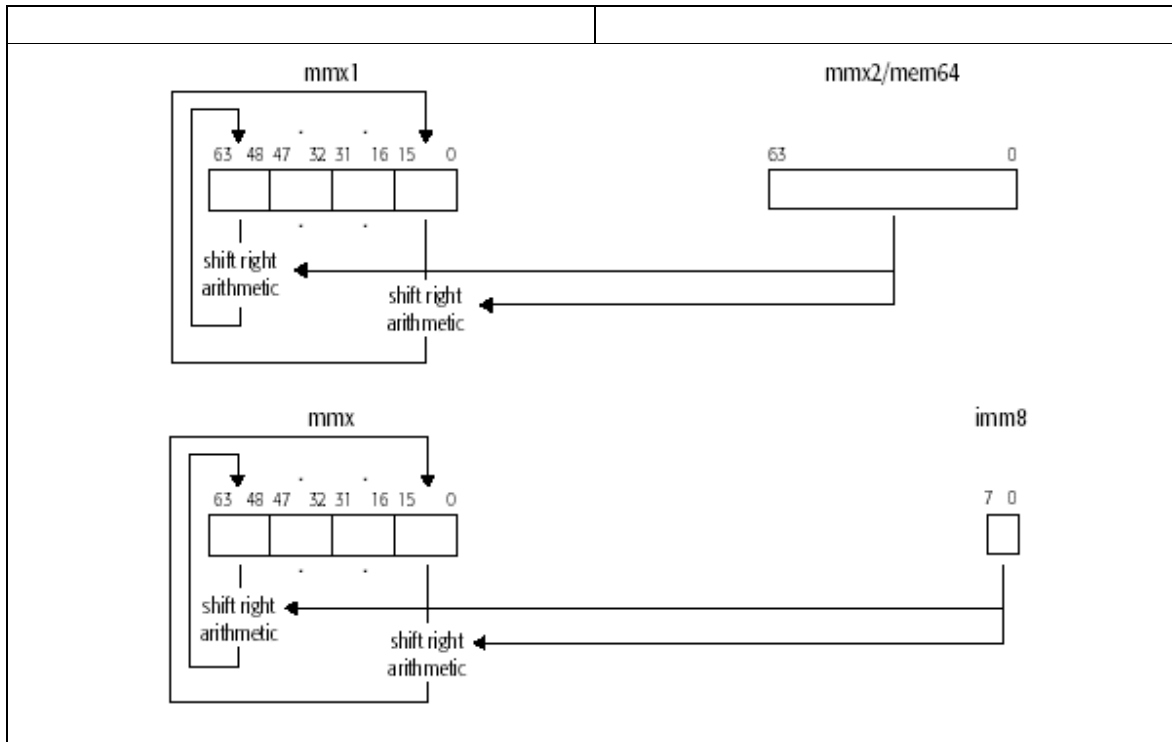 mmx1 mmx2/mem64
63 48 47 32 31 16 15 0 63 0
shift right
arithmetic
shift right
arithmetic
mmx imm8
63 48 47 32 31 16 15 0 7 0
shift right
arithmetic
shift right
arithmetic